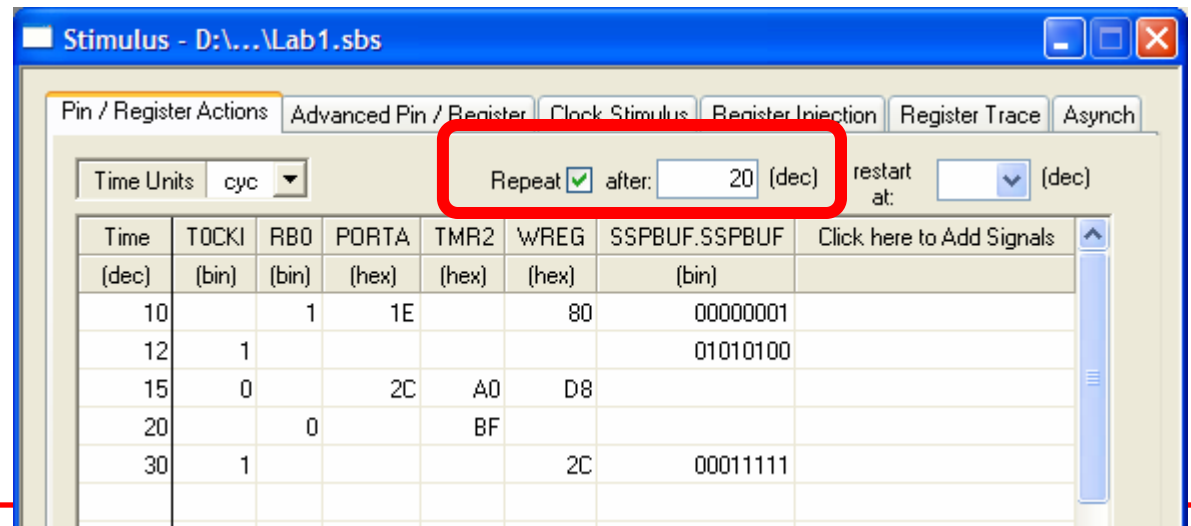 Stimulus - D:\...\Lab1.sbs
Pin / Register Actions Advanced Pin / Register Clock Stimulus Register Injection Register Trace Asynch
Time Units cyc Repeat after: 20 (dec) restart at: (dec)
Time T0CKI RB0 PORTA TMR2 WREG SSPBUF.SSPBUF Click here to Add Signals
(dec) (bin) (bin) (hex) (hex) (hex) (bin)
10 1 1E 80 00000001
12 1 01010100
15 0 2C A0 D8
20 0 BF
30 1 2C 00011111